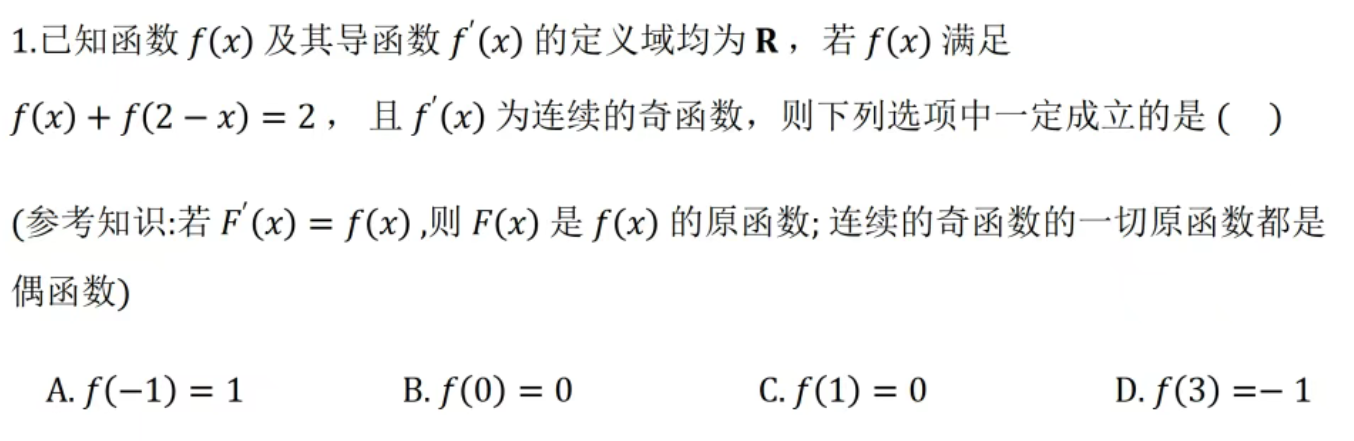 1.已知函数 f(x) 及其导函数 f′(x) 的定义域均为 R，若 f(x) 满足
f(x) + f(2 − x) = 2， 且 f′(x) 为连续的奇函数，则下列选项中一定成立的是 (   )
(参考知识:若 F′(x) = f(x) ,则 F(x) 是 f(x) 的原函数; 连续的奇函数的一切原函数都是
偶函数)
A. f(−1) = 1 B. f(0) = 0 C. f(1) = 0 D. f(3) =− 1